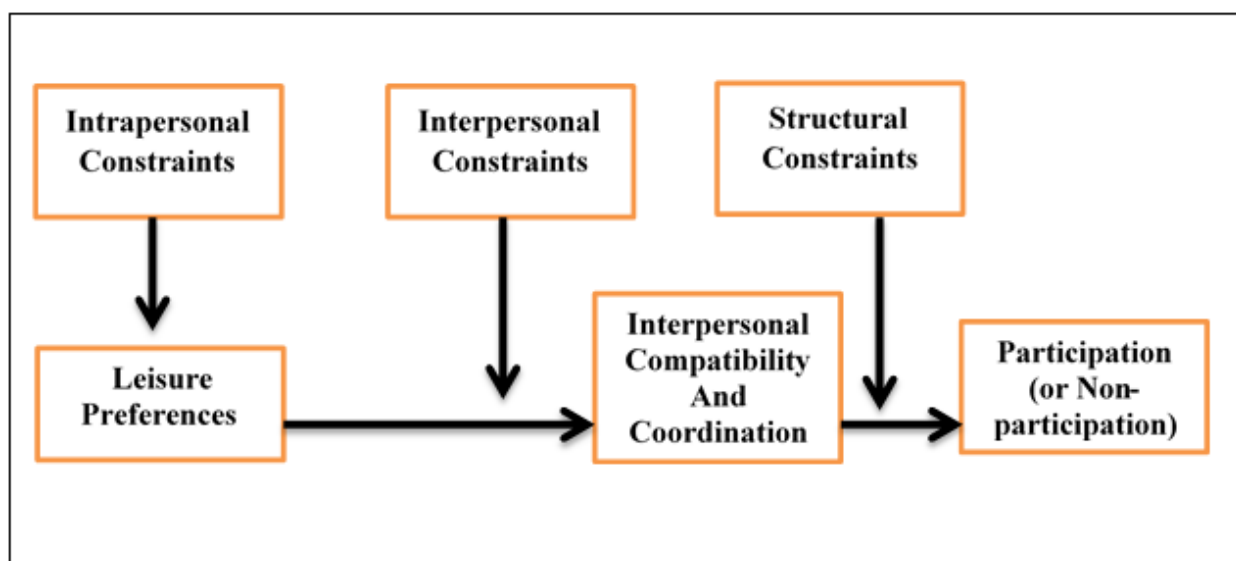 Intrapersonal
Constraints
Interpersonal
Constraints
Structural
Constraints
Leisure
Preferences
Interpersonal
Compatibility
And
Coordination
Participation
(or Non-
participation)